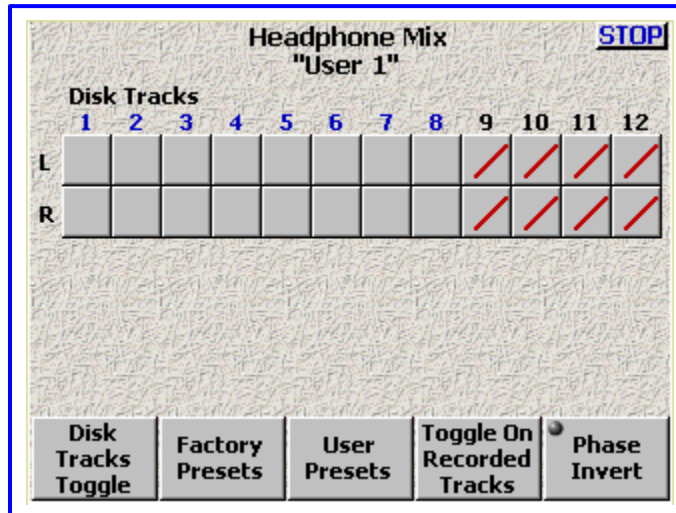 Headphone Mix
STOP
"User 1"
Disk Tracks
1 2 3 4 5 6 7 8 9 10 11 12
L
R
Disk Tracks Toggle
Factory Presets
User Presets
Toggle On Recorded Tracks
Phase Invert